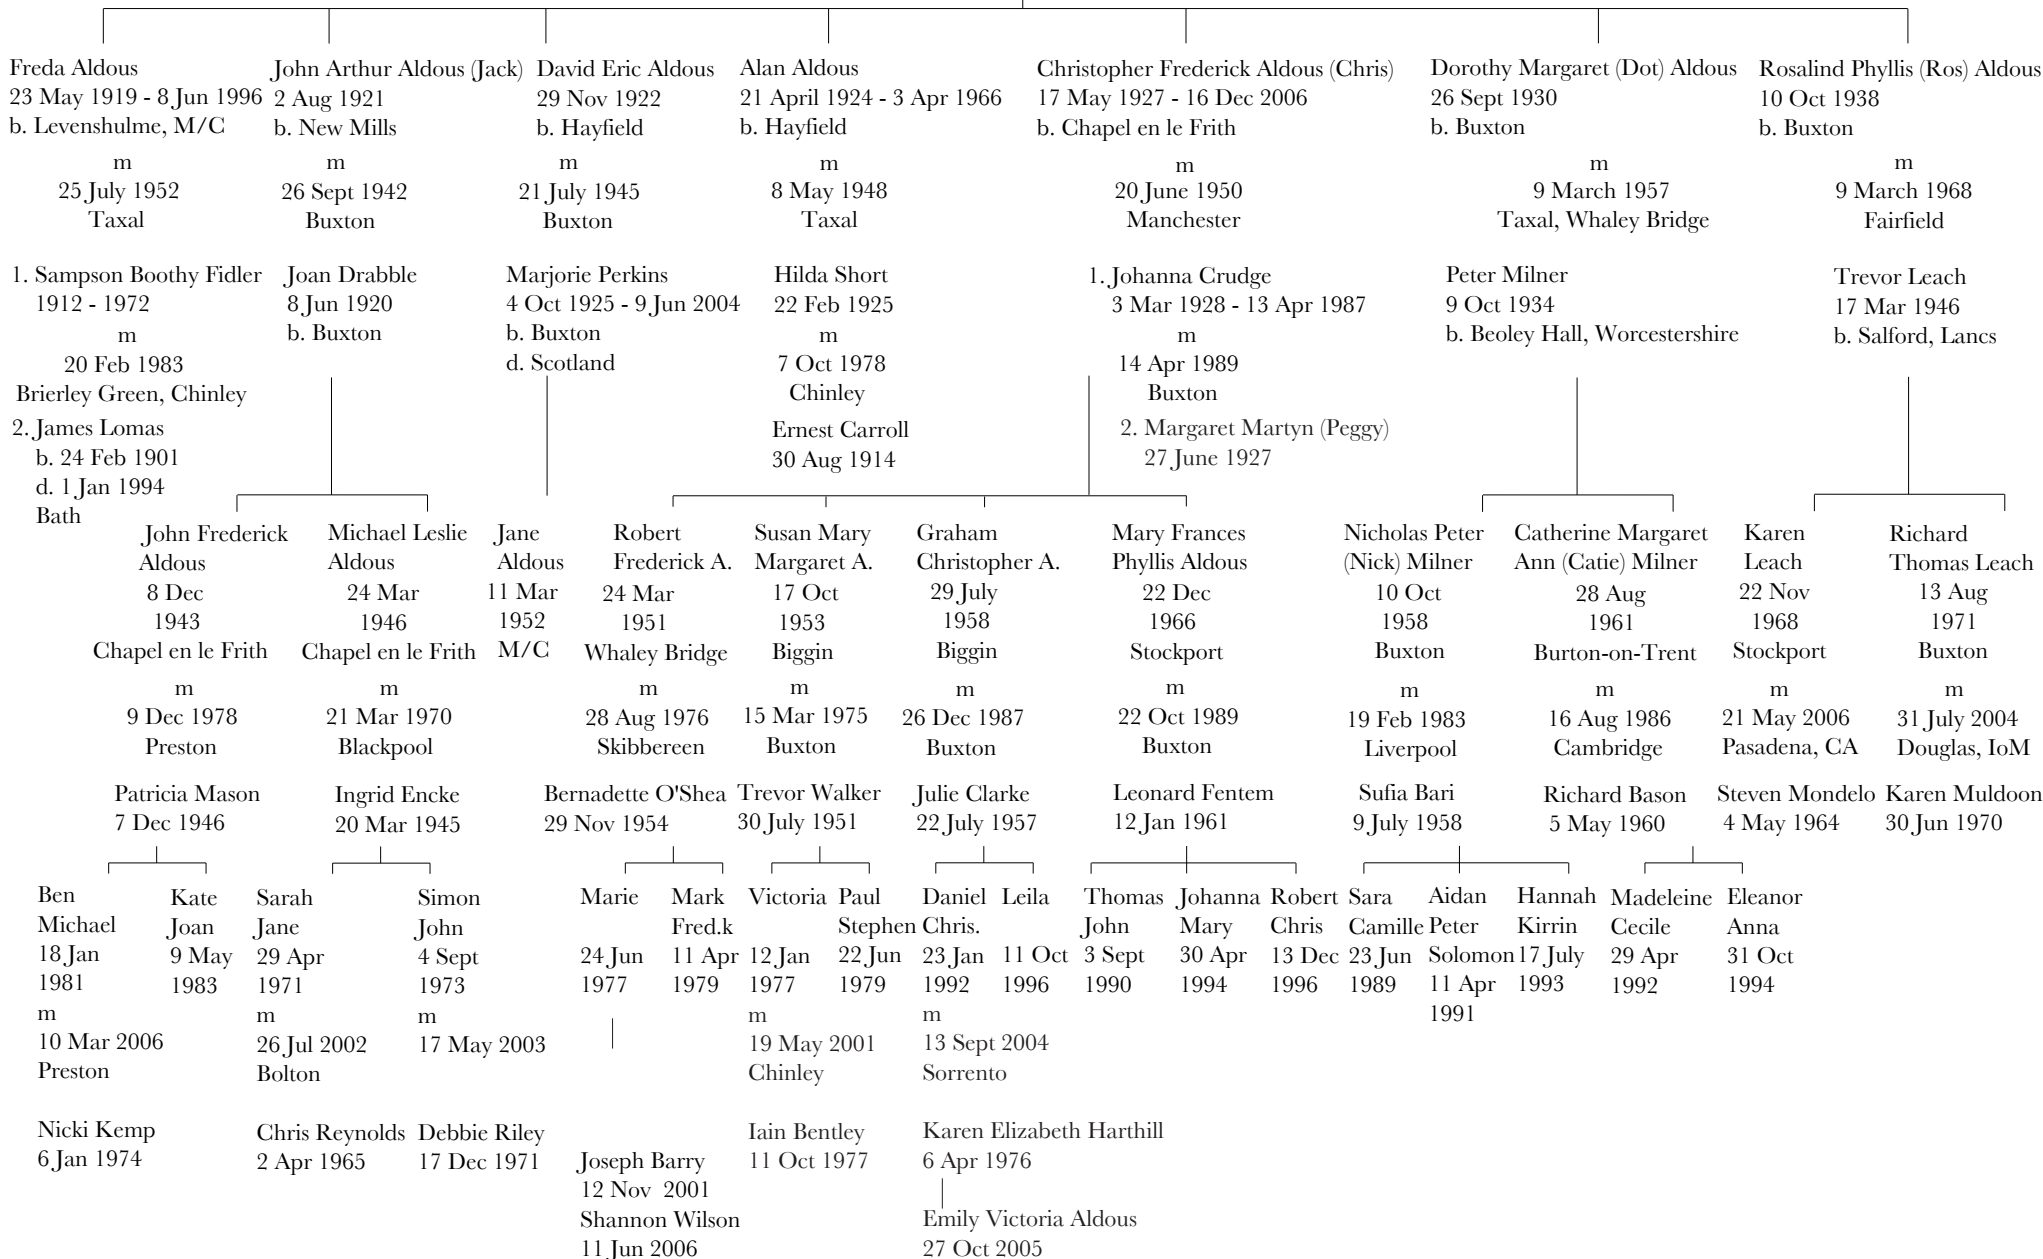 Freda Aldous
23 May 1919 - 8 Jun 1996
b. Levenshulme, M/C
m
25 July 1952
Taxal
1. Sampson Boothy Fidler
1912 - 1972
m
20 Feb 1983
Brierley Green, Chinley
2. James Lomas
b. 24 Feb 1901
d. 1 Jan 1994
Bath
John Arthur Aldous (Jack)
2 Aug 1921
b. New Mills
m
26 Sept 1942
Buxton
Joan Drabble
8 Jun 1920
b. Buxton
David Eric Aldous
29 Nov 1922
b. Hayfield
m
21 July 1945
Buxton
Marjorie Perkins
4 Oct 1925 - 9 Jun 2004
b. Buxton
d. Scotland
Alan Aldous
21 April 1924 - 3 Apr 1966
b. Hayfield
m
8 May 1948
Taxal
Hilda Short
22 Feb 1925
m
7 Oct 1978
Chinley
Ernest Carroll
30 Aug 1914
Christopher Frederick Aldous (Chris)
17 May 1927 - 16 Dec 2006
b. Chapel en le Frith
m
20 June 1950
Manchester
1. Johanna Crudge
3 Mar 1928 - 13 Apr 1987
m
14 Apr 1989
Buxton
2. Margaret Martyn (Peggy)
27 June 1927
Dorothy Margaret (Dot) Aldous
26 Sept 1930
b. Buxton
m
9 March 1957
Taxal, Whaley Bridge
Peter Milner
9 Oct 1934
b. Beoley Hall, Worcestershire
Rosalind Phyllis (Ros) Aldous
10 Oct 1938
b. Buxton
m
9 March 1968
Fairfield
Trevor Leach
17 Mar 1946
b. Salford, Lancs
John Frederick
Aldous
8 Dec
1943
Chapel en le Frith
m
9 Dec 1978
Preston
Patricia Mason
7 Dec 1946
Michael Leslie
Aldous
24 Mar
1946
Chapel en le Frith
m
21 Mar 1970
Blackpool
Ingrid Encke
20 Mar 1945
Jane
Aldous
11 Mar
1952
M/C
Robert
Frederick A.
24 Mar
1951
Whaley Bridge
m
28 Aug 1976
Skibbereen
Bernadette O'Shea
29 Nov 1954
Susan Mary
Margaret A.
17 Oct
1953
Biggin
m
15 Mar 1975
Buxton
Trevor Walker
30 July 1951
Graham
Christopher A.
29 July
1958
Biggin
m
26 Dec 1987
Buxton
Julie Clarke
22 July 1957
Mary Frances
Phyllis Aldous
22 Dec
1966
Stockport
m
22 Oct 1989
Buxton
Leonard Fentem
12 Jan 1961
Nicholas Peter
(Nick) Milner
10 Oct
1958
Buxton
m
19 Feb 1983
Liverpool
Sufia Bari
9 July 1958
Catherine Margaret
Ann (Catie) Milner
28 Aug
1961
Burton-on-Trent
m
16 Aug 1986
Cambridge
Richard Bason
5 May 1960
Karen
Leach
22 Nov
1968
Stockport
m
21 May 2006
Pasadena, CA
Steven Mondelo
4 May 1964
Richard
Thomas Leach
13 Aug
1971
Buxton
m
31 July 2004
Douglas, IoM
Karen Muldoon
30 Jun 1970
Ben
Michael
18 Jan
1981
m
10 Mar 2006
Preston
Nicki Kemp
6 Jan 1974
Kate
Joan
9 May
1983
Sarah
Jane
29 Apr
1971
m
26 Jul 2002
Bolton
Chris Reynolds
2 Apr 1965
Simon
John
4 Sept
1973
m
17 May 2003
Debbie Riley
17 Dec 1971
Marie
24 Jun
1977
Joseph Barry
12 Nov 2001
Shannon Wilson
11 Jun 2006
Mark
Fred.k
11 Apr
1979
Victoria
12 Jan
1977
m
19 May 2001
Chinley
Iain Bentley
11 Oct 1977
Paul
Stephen
22 Jun
1979
Daniel
Chris.
23 Jan
1992
m
13 Sept 2004
Sorrento
Karen Elizabeth Harthill
6 Apr 1976
Emily Victoria Aldous
27 Oct 2005
Leila
11 Oct
1996
Thomas
John
3 Sept
1990
Johanna
Mary
30 Apr
1994
Robert
Chris
13 Dec
1996
Sara
Camille
23 Jun
1989
Aidan
Peter
Solomon
11 Apr
1991
Hannah
Kirrin
17 July
1993
Madeleine
Cecile
29 Apr
1992
Eleanor
Anna
31 Oct
1994